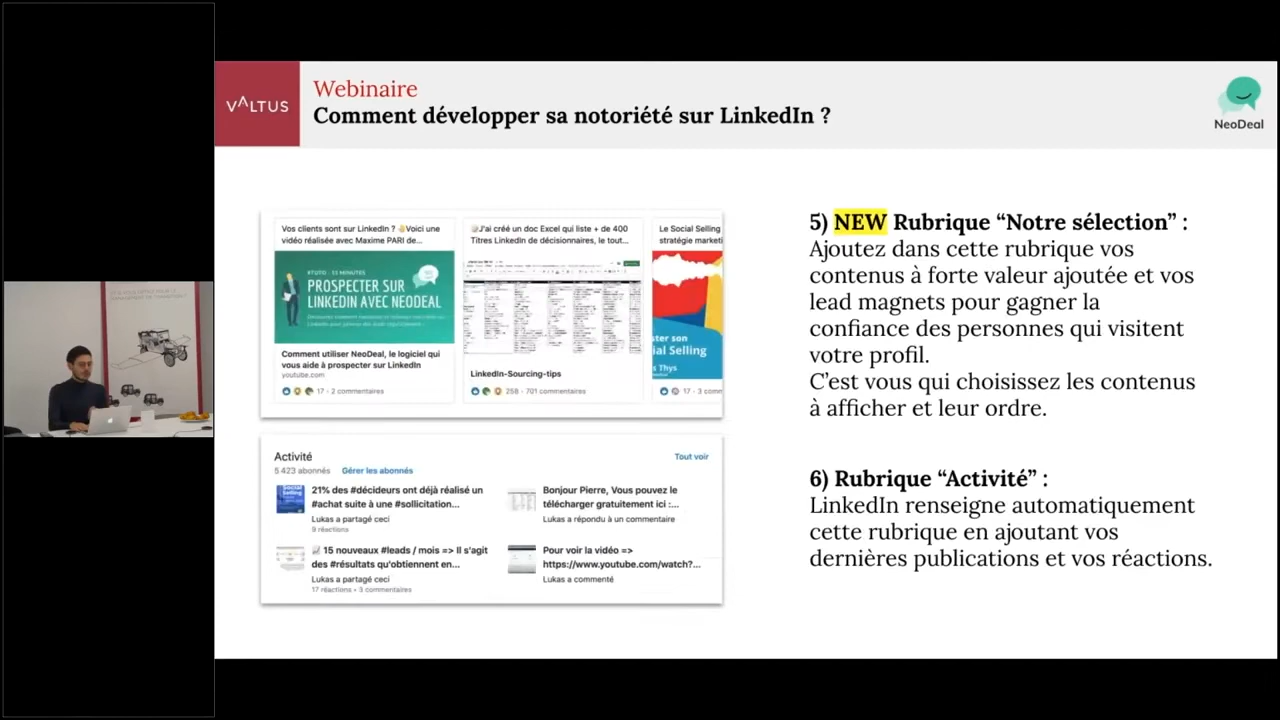 VALTUS
Webinaire
Comment développer sa notoriété sur LinkedIn ?
NeoDeal
Vos clients sont sur LinkedIn ? 👋Voici une
vidéo réalisée avec Maxime PARI de...
#TUTO : 33 MINUTES
PROSPECTER SUR
LINKEDIN AVEC NEODEAL
Comment utiliser NeoDeal, le logiciel qui
vous aide à prospecter sur LinkedIn
youtube.com
17 · 2 commentaires
J'ai créé un doc Excel qui liste + de 400
Titres LinkedIn de décisionnaires, le tout...
LinkedIn-Sourcing-tips
258 · 701 commentaires
Le Social Selling
stratégie marketi
ster son
ial Selling
s Thys
17 · 3 comm
Activité
5 423 abonnés
Gérer les abonnés
Tout voir
Social
Selling
21% des #décideurs ont déjà réalisé un
#achat suite à une #sollicitation...
Lukas a partagé ceci
9 réactions
Bonjour Pierre, Vous pouvez le
télécharger gratuitement ici :...
Lukas a répondu à un commentaire
📈 15 nouveaux #leads / mois => Il s'agit
des #résultats qu'obtiennent en...
Lukas a partagé ceci
17 réactions • 3 commentaires
Pour voir la vidéo =>
https://www.youtube.com/watch?...
Lukas a commenté
5) NEW Rubrique “Notre sélection” :
Ajoutez dans cette rubrique vos
contenus à forte valeur ajoutée et vos
lead magnets pour gagner la
confiance des personnes qui visitent
votre profil.
C’est vous qui choisissez les contenus
à afficher et leur ordre.
6) Rubrique “Activité” :
LinkedIn renseigne automatiquement
cette rubrique en ajoutant vos
dernières publications et vos réactions.